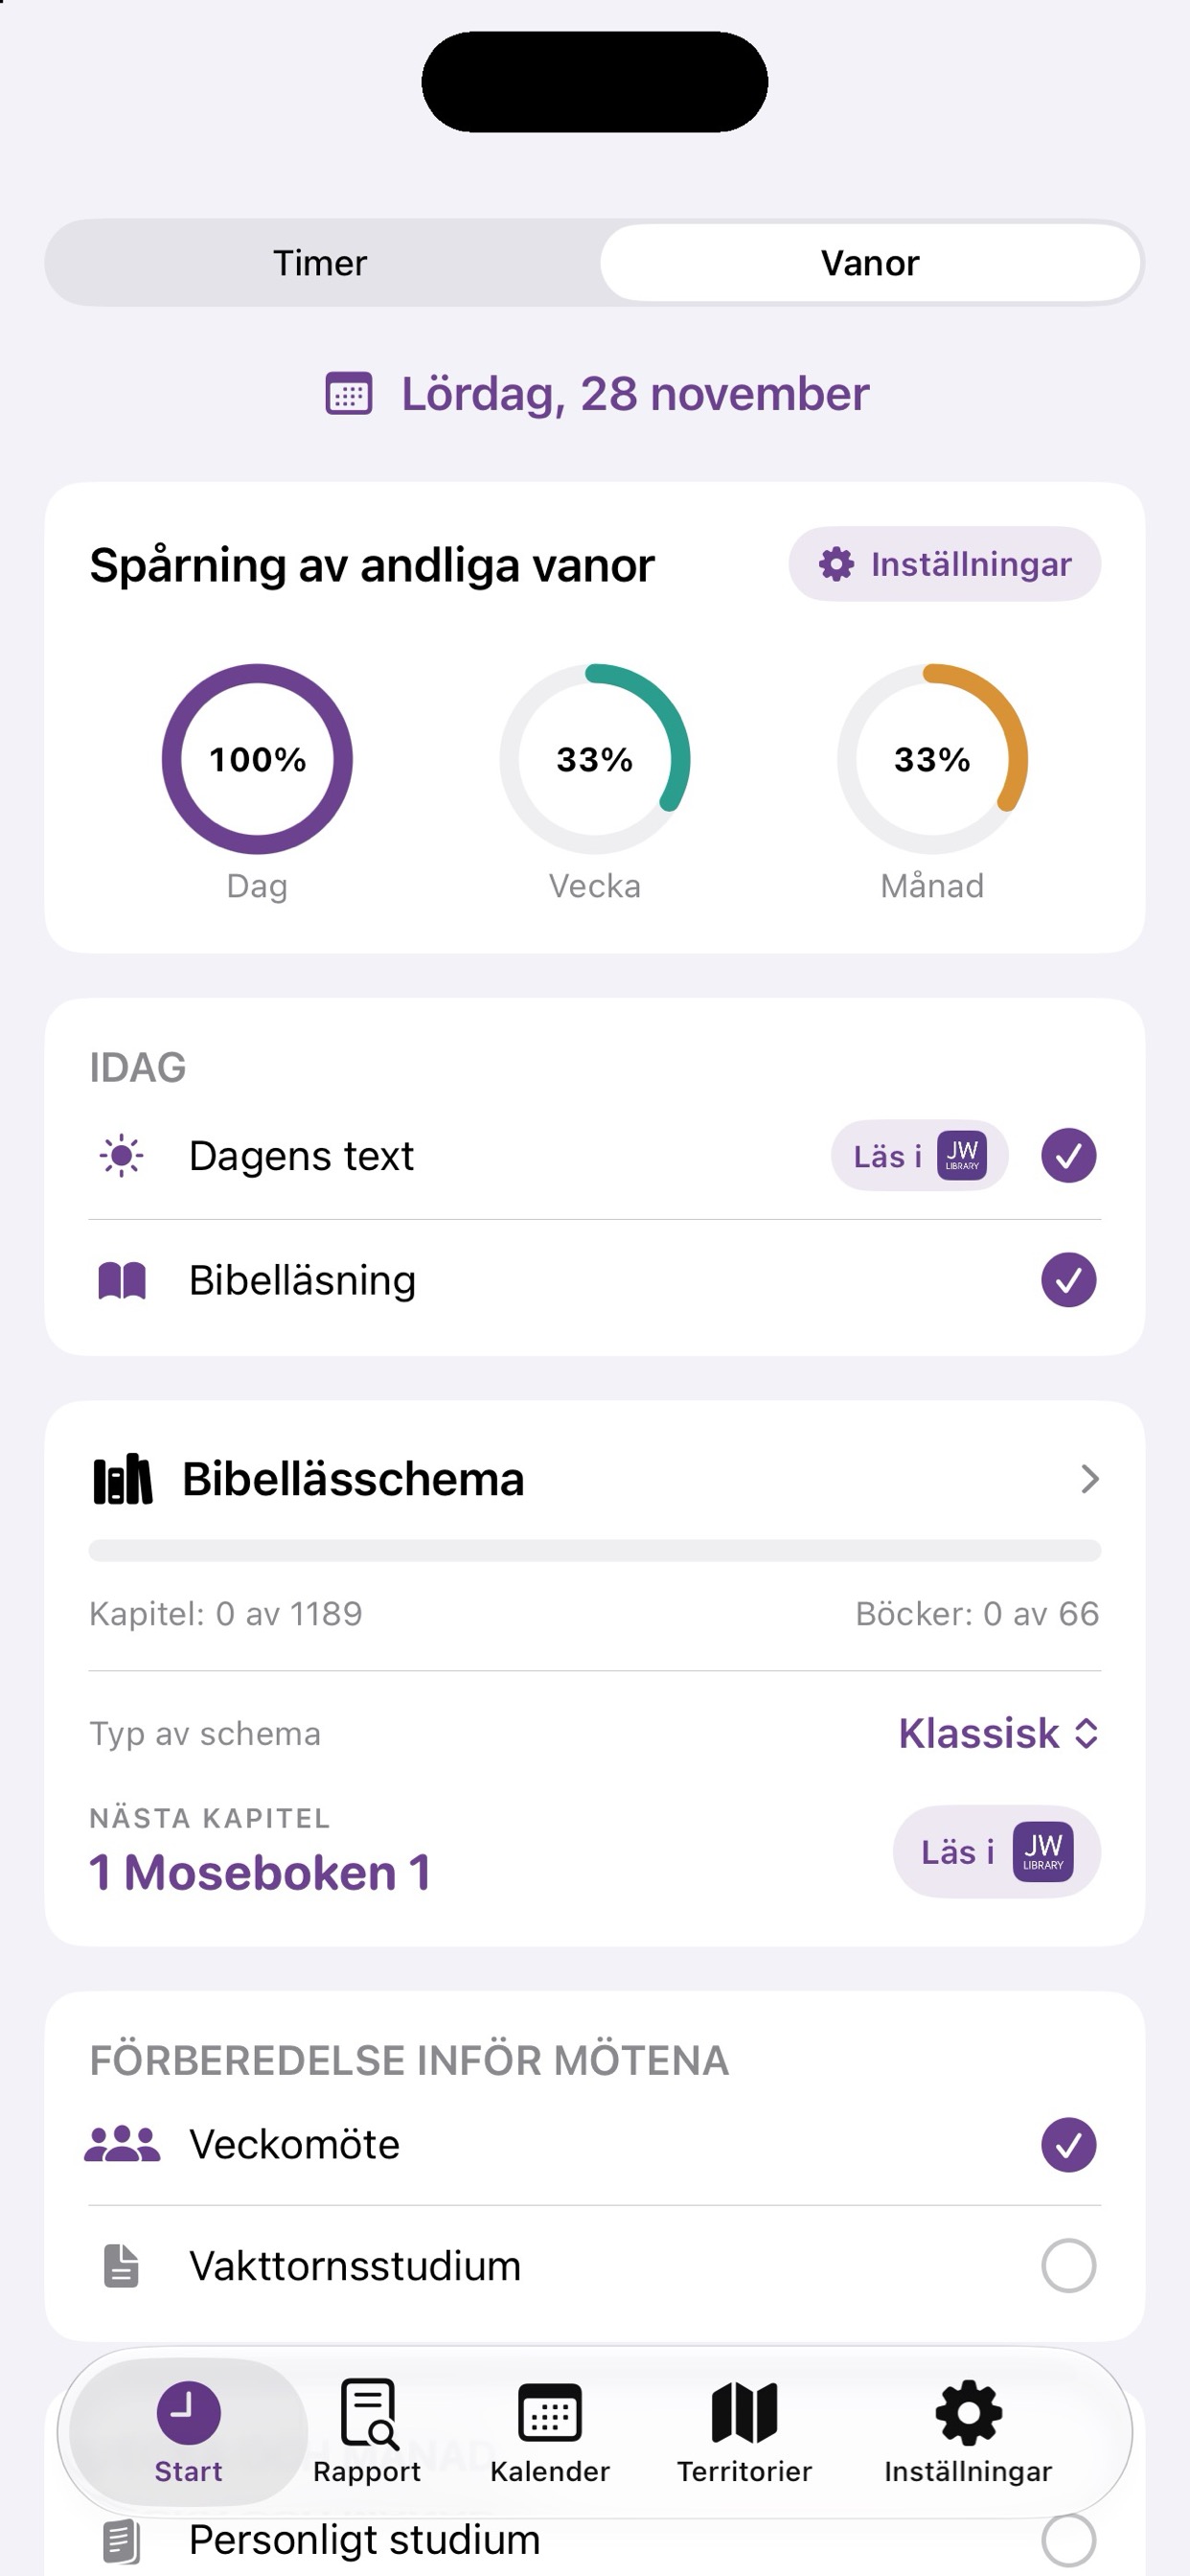 Timer
Vanor
Lördag, 28 november
Spårning av andliga vanor
Inställningar
100%
33%
33%
Dag
Vecka
Månad
IDAG
Dagens text
Läs i
JW
LIBRARY
Bibelläsning
Bibellässchema
Kapitel: 0 av 1189
Böcker: 0 av 66
Typ av schema
Klassisk
NÄSTA KAPITEL
1 Moseboken 1
Läs i
JW
LIBRARY
FÖRBEREDELSE INFÖR MÖTENA
Veckomöte
Vakttornsstudium
MÅNAD
Start
Rapport
Kalender
Territorier
Inställningar
Personligt studium